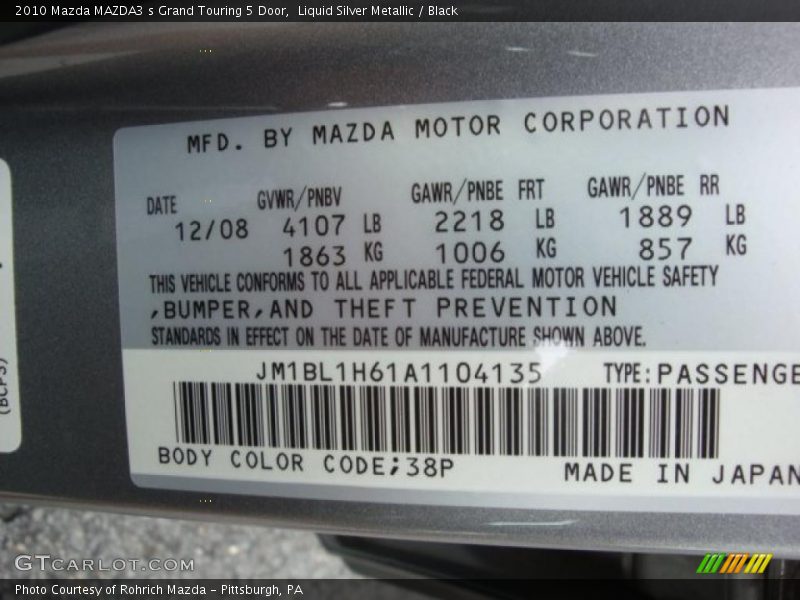 2010 Mazda MAZDA3 s Grand Touring 5 Door,  Liquid Silver Metallic / Black
MFD. BY MAZDA MOTOR CORPORATION
DATE GVWR/PNBV GAWR/PNBE FRT GAWR/PNBE RR
12/08 4107 LB 2218 LB 1889 LB
1863 KG 1006 KG 857 KG
THIS VEHICLE CONFORMS TO ALL APPLICABLE FEDERAL MOTOR VEHICLE SAFETY
,BUMPER,AND THEFT PREVENTION
STANDARDS IN EFFECT ON THE DATE OF MANUFACTURE SHOWN ABOVE.
JM1BL1H61A1104135 TYPE:PASSENGE
BODY COLOR CODE;38P
MADE IN JAPAN
(BCPS)
GTCARLOT.COM
Photo Courtesy of Rohrich Mazda - Pittsburgh, PA